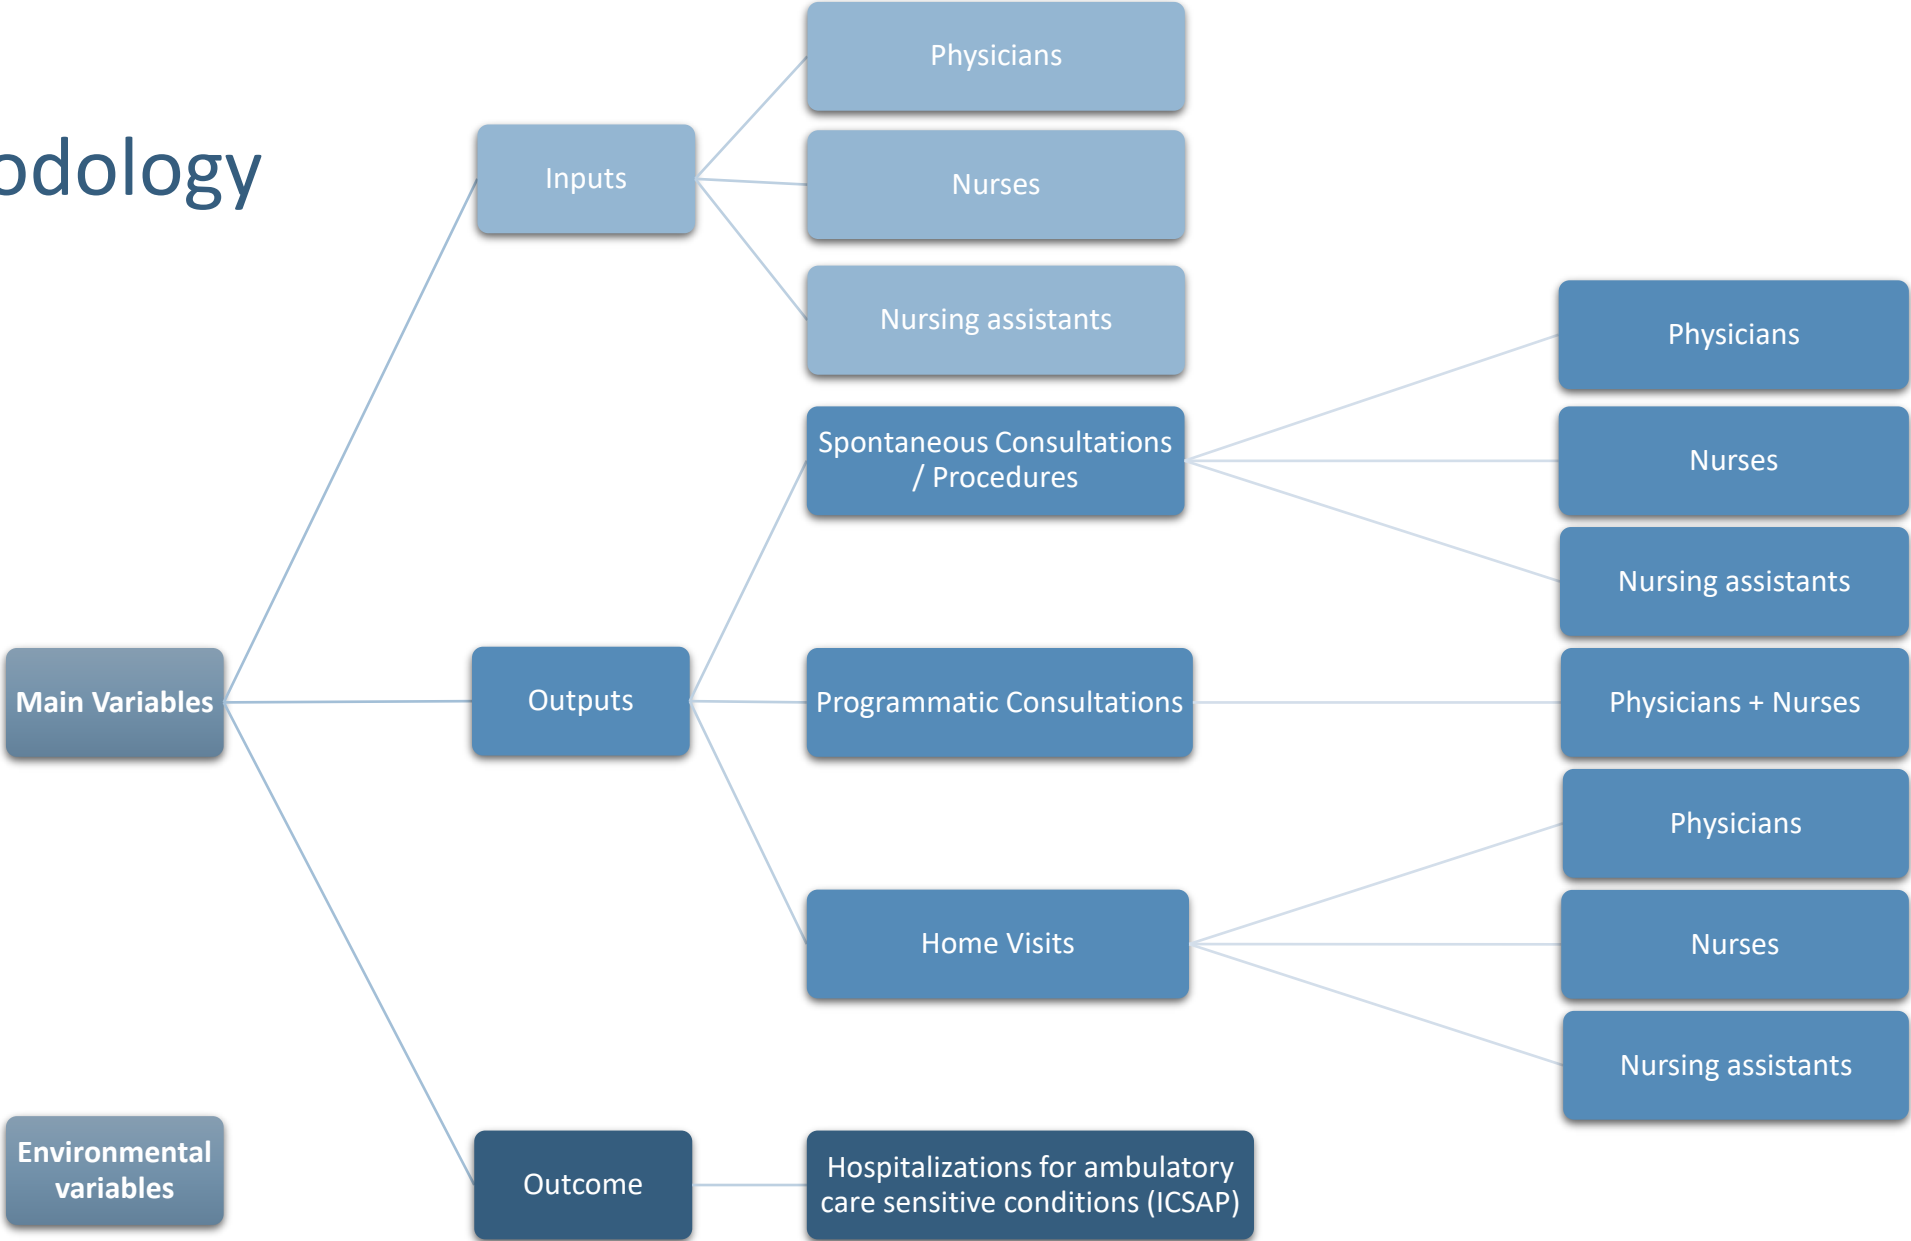 odology
Main Variables
Environmental
variables
Inputs
Physicians
Nurses
Nursing assistants
Outputs
Spontaneous Consultations
/ Procedures
Physicians
Nurses
Nursing assistants
Programmatic Consultations
Physicians + Nurses
Home Visits
Physicians
Nurses
Nursing assistants
Outcome
Hospitalizations for ambulatory
care sensitive conditions (ICSAP)